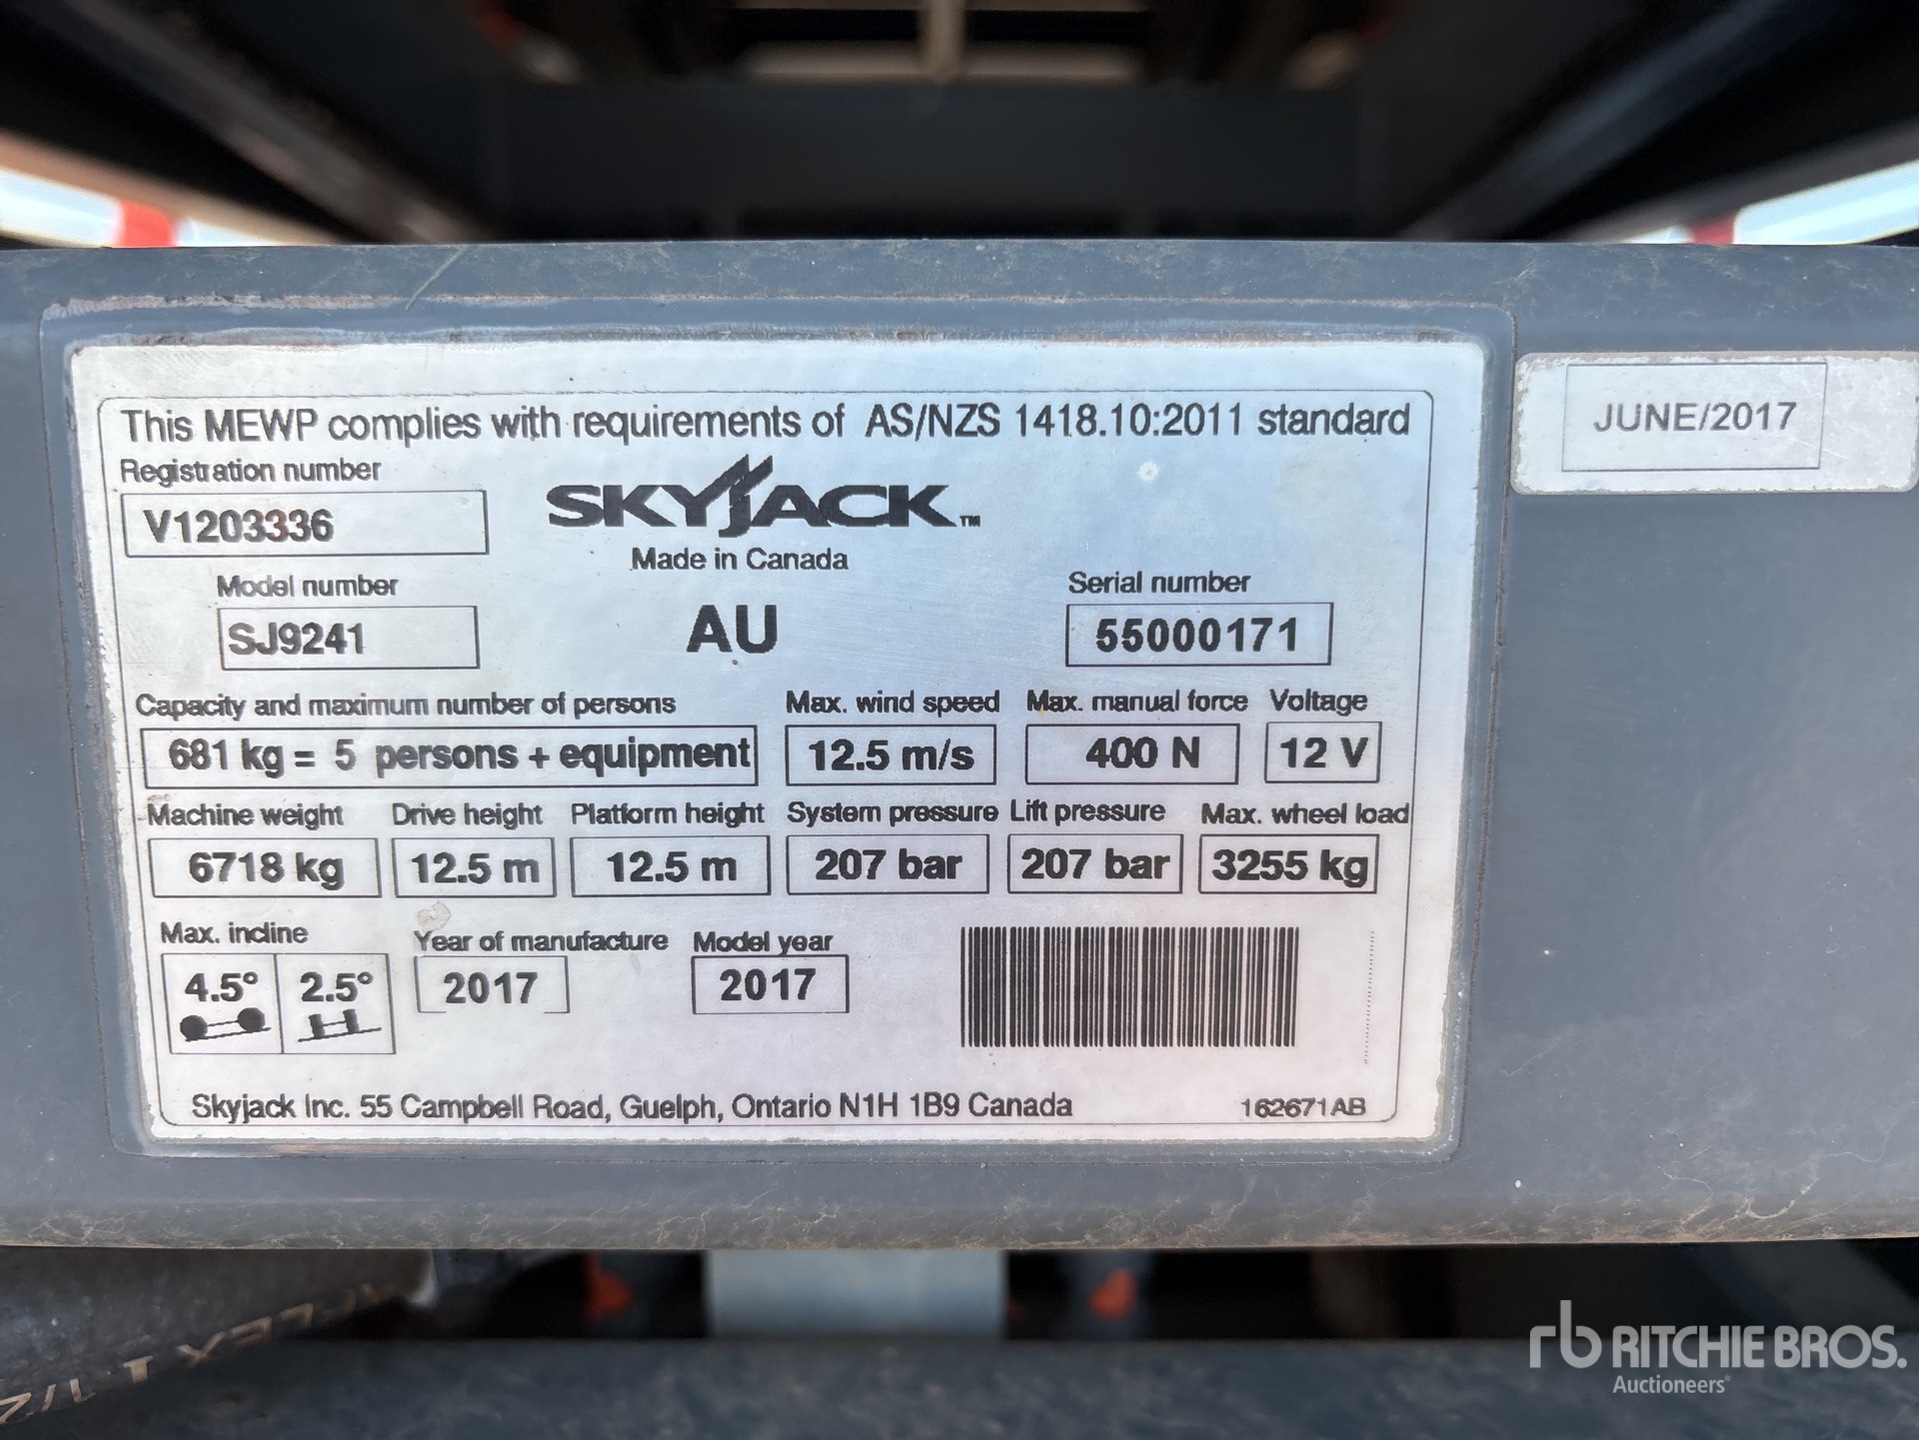 This MEWP complies with requirements of AS/NZS 1418.10:2011 standard
JUNE/2017
Registration number
V1203336
SKYJACK™
Made in Canada
Model number
SJ9241
AU
Serial number
55000171
Capacity and maximum number of persons
681 kg = 5 persons + equipment
Max. wind speed
12.5 m/s
Max. manual force
400 N
Voltage
12 V
Machine weight
6718 kg
Drive height
12.5 m
Platform height
12.5 m
System pressure
207 bar
Lift pressure
207 bar
Max. wheel load
3255 kg
Max. incline
4.5° 2.5°
Year of manufacture
2017
Model year
2017
Skyjack Inc. 55 Campbell Road, Guelph, Ontario N1H 1B9 Canada
162671AB
rb RITCHIE BROS.
Auctioneers®